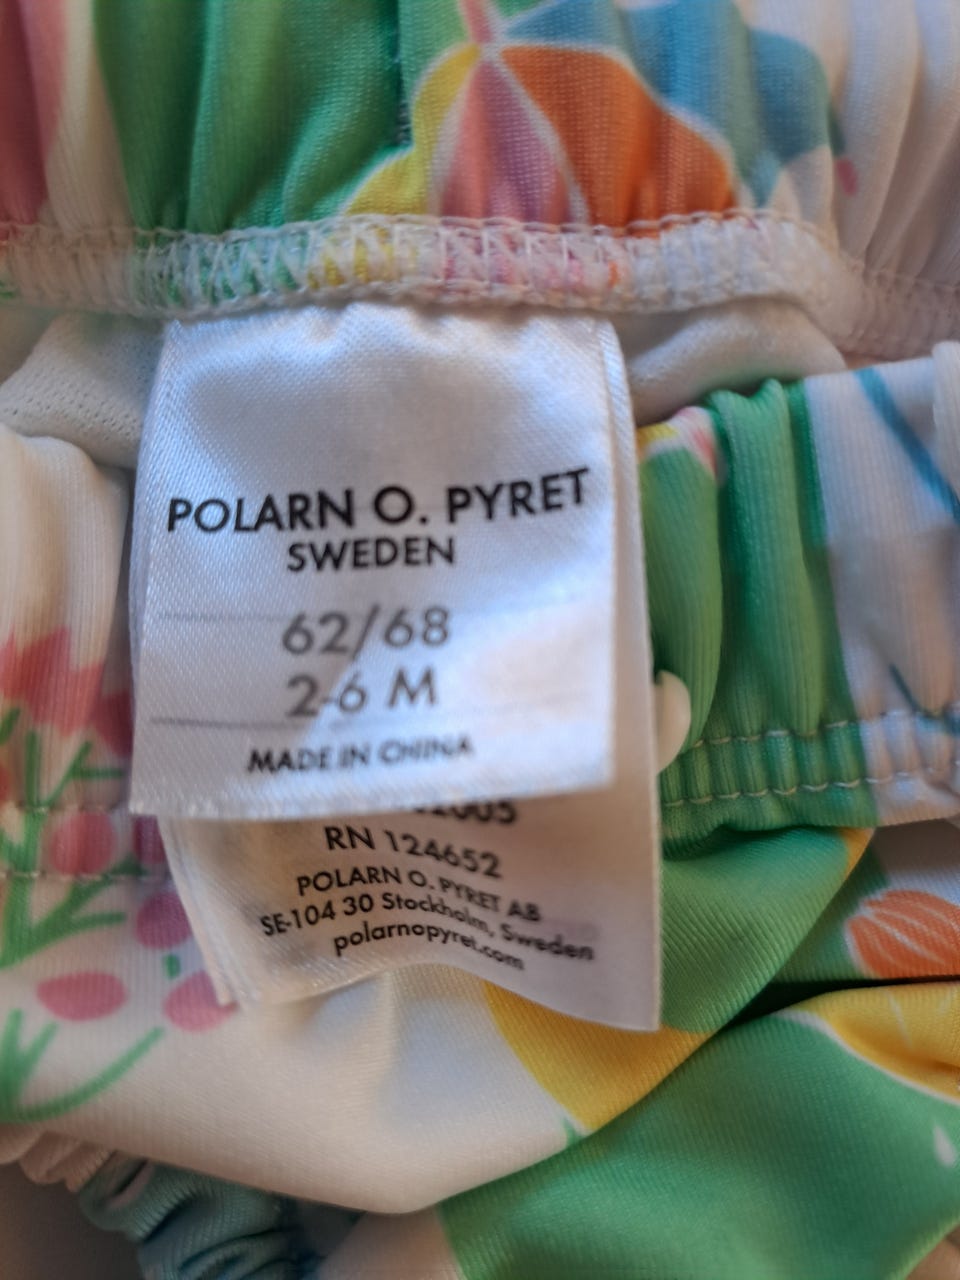 POLARN O. PYRET
SWEDEN
62/68
2-6 M
MADE IN CHINA
RN 124652
POLARN O. PYRET AB
SE-104 30 Stockholm, Sweden
polarnopyret.com